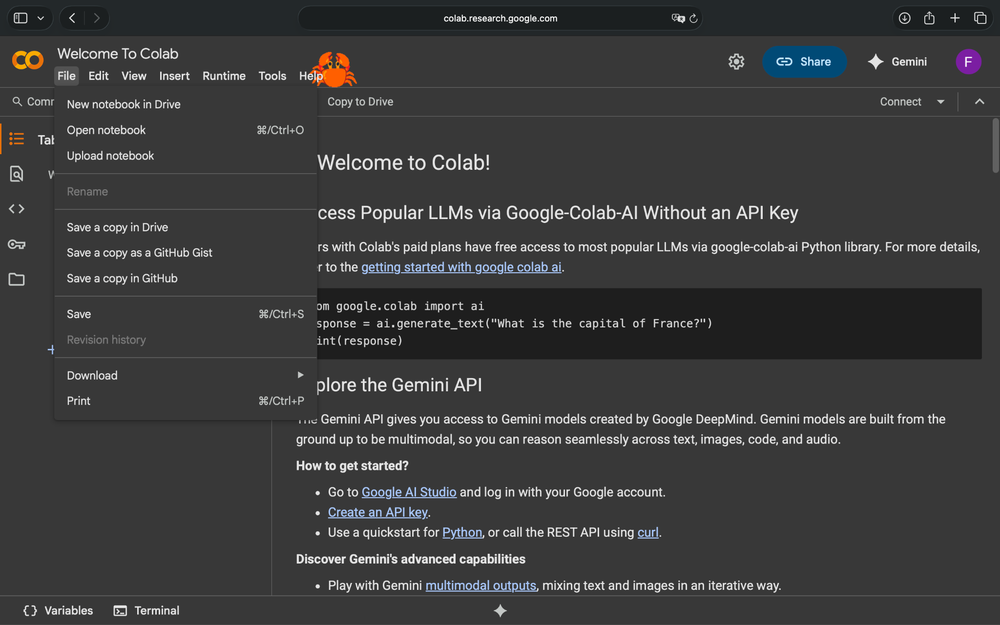 colab.research.google.com
Welcome To Colab
File Edit View Insert Runtime Tools Help
Share
Gemini
F
Copy to Drive
Connect
New notebook in Drive
Open notebook ⌘/Ctrl+O
Upload notebook
Rename
Save a copy in Drive
Save a copy as a GitHub Gist
Save a copy in GitHub
Save ⌘/Ctrl+S
Revision history
Download
Print ⌘/Ctrl+P
Welcome to Colab!
cess Popular LLMs via Google-Colab-AI Without an API Key
rs with Colab's paid plans have free access to most popular LLMs via google-colab-ai Python library. For more details,
r to the getting started with google colab ai.
om google.colab import ai
sponse = ai.generate_text("What is the capital of France?")
int(response)
plore the Gemini API
The Gemini API gives you access to Gemini models created by Google DeepMind. Gemini models are built from the
ground up to be multimodal, so you can reason seamlessly across text, images, code, and audio.
How to get started?
• Go to Google AI Studio and log in with your Google account.
• Create an API key.
• Use a quickstart for Python, or call the REST API using curl.
Discover Gemini's advanced capabilities
• Play with Gemini multimodal outputs, mixing text and images in an iterative way.
{} Variables
Terminal